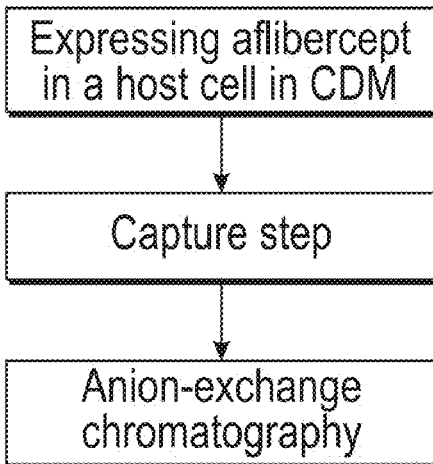 Expressing aflibercept
in a host cell in CDM
Capture step
Anion-exchange
chromatography